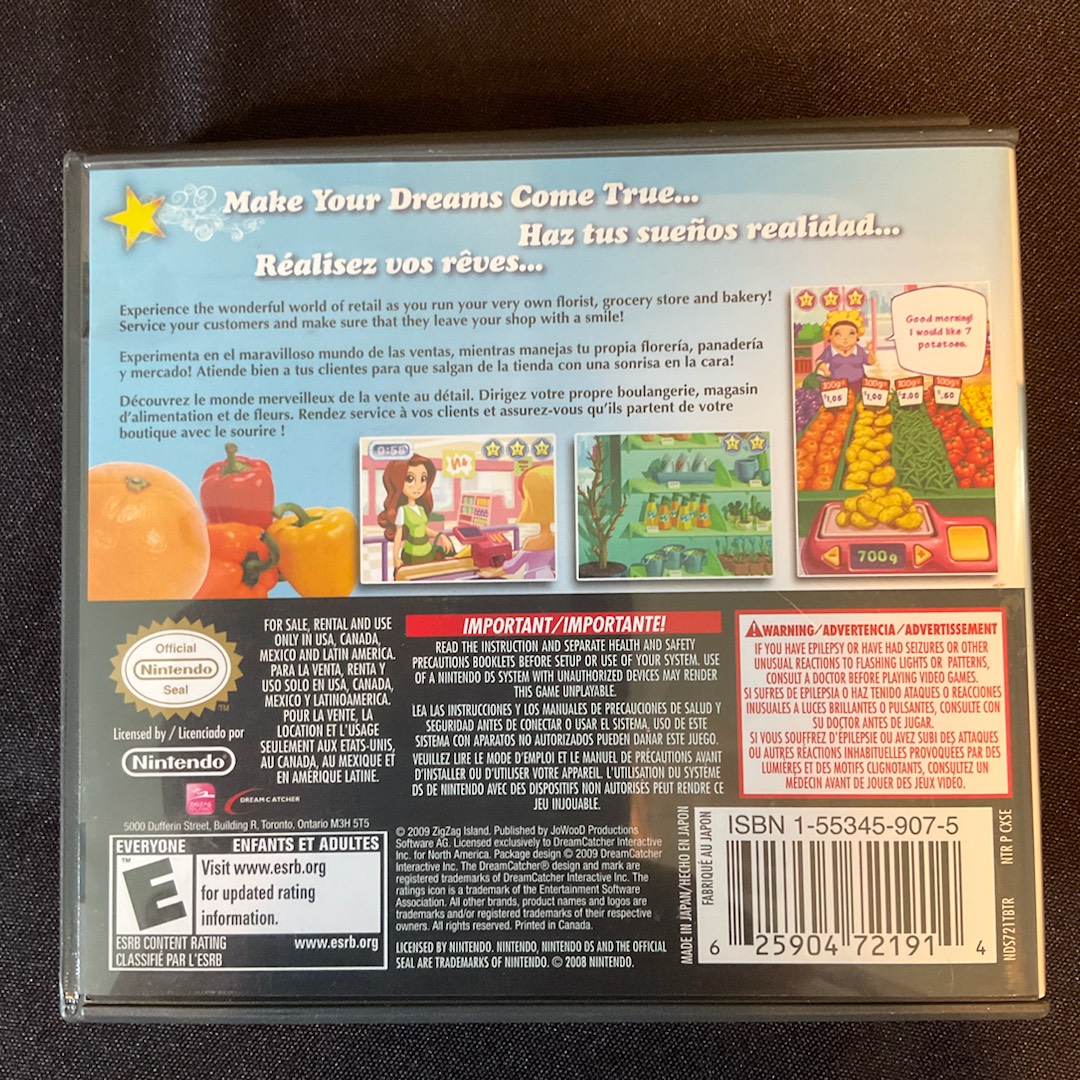 Make Your Dreams Come True...
Haz tus sueños realidad...
Réalisez vos rêves...
Experience the wonderful world of retail as you run your very own florist, grocery store and bakery!
Service your customers and make sure that they leave your shop with a smile!
Experimenta en el maravilloso mundo de las ventas, mientras manejas tu propia florería, panadería
y mercado! Atiende bien a tus clientes para que salgan de la tienda con una sonrisa en la cara!
Découvrez le monde merveilleux de la vente au détail. Dirigez votre propre boulangerie, magasin
d'alimentation et de fleurs. Rendez service à vos clients et assurez-vous qu'ils partent de votre
boutique avec le sourire !
Good morning!
I would like 7
potatoes.
100g= 100g= 100g= 100g=
$1,05 $1,00 $2,00 $,60
700g
0:56
Official
Nintendo
Seal
TM
Licensed by / Licenciado por
Nintendo
ZIGZAG
ISLAND
DREAMCATCHER
5000 Dufferin Street, Building R, Toronto, Ontario M3H 5T5
FOR SALE, RENTAL AND USE
ONLY IN USA, CANADA,
MEXICO AND LATIN AMERICA.
PARA LA VENTA, RENTA Y
USO SOLO EN USA, CANADA,
MEXICO Y LATINOAMERICA.
POUR LA VENTE, LA
LOCATION ET L'USAGE
SEULEMENT AUX ETATS-UNIS,
AU CANADA, AU MEXIQUE ET
EN AMÉRIQUE LATINE.
IMPORTANT/IMPORTANTE!
READ THE INSTRUCTION AND SEPARATE HEALTH AND SAFETY
PRECAUTIONS BOOKLETS BEFORE SETUP OR USE OF YOUR SYSTEM. USE
OF A NINTENDO DS SYSTEM WITH UNAUTHORIZED DEVICES MAY RENDER
THIS GAME UNPLAYABLE.
LEA LAS INSTRUCCIONES Y LOS MANUALES DE PRECAUCIONES DE SALUD Y
SEGURIDAD ANTES DE CONECTAR O USAR EL SISTEMA. USO DE ESTE
SISTEMA CON APARATOS NO AUTORIZADOS PUEDEN DAÑAR ESTE JUEGO.
VEUILLEZ LIRE LE MODE D'EMPLOI ET LE MANUEL DE PRÉCAUTIONS AVANT
D'INSTALLER OU D'UTILISER VOTRE APPAREIL. L'UTILISATION DU SYSTÈME
DS DE NINTENDO AVEC DES DISPOSITIFS NON AUTORISÉS PEUT RENDRE CE
JEU INJOUABLE.
WARNING/ADVERTENCIA/ADVERTISSEMENT
IF YOU HAVE EPILEPSY OR HAVE HAD SEIZURES OR OTHER
UNUSUAL REACTIONS TO FLASHING LIGHTS OR PATTERNS,
CONSULT A DOCTOR BEFORE PLAYING VIDEO GAMES.
SI SUFRES DE EPILEPSIA O HAZ TENIDO ATAQUES O REACCIONES
INUSUALES A LUCES BRILLANTES O PULSANTES, CONSULTE CON
SU DOCTOR ANTES DE JUGAR.
SI VOUS SOUFFREZ D'ÉPILEPSIE OU AVEZ SUBI DES ATTAQUES
OU AUTRES RÉACTIONS INHABITUELLES PROVOQUÉES PAR DES
LUMIÈRES ET DES MOTIFS CLIGNOTANTS, CONSULTEZ UN
MÉDECIN AVANT DE JOUER DES JEUX VIDÉO.
EVERYONE ENFANTS ET ADULTES
TM
E
Visit www.esrb.org
for updated rating
information.
ESRB CONTENT RATING www.esrb.org
CLASSIFIÉ PAR L'ESRB
© 2009 ZigZag Island. Published by JoWooD Productions
Software AG. Licensed exclusively to DreamCatcher Interactive
Inc. for North America. Package design © 2009 DreamCatcher
Interactive Inc. The DreamCatcher® design and mark are
registered trademarks of DreamCatcher Interactive Inc. The
ratings icon is a trademark of the Entertainment Software
Association. All other brands, product names and logos are
trademarks and/or registered trademarks of their respective
owners. All rights reserved. Printed in Canada.
LICENSED BY NINTENDO. NINTENDO, NINTENDO DS AND THE OFFICIAL
SEAL ARE TRADEMARKS OF NINTENDO. © 2008 NINTENDO.
MADE IN JAPAN/HECHO EN JAPON
FABRIQUÉ AU JAPON
ISBN 1-55345-907-5
6 25904 72191 4
NDS721TBTR NTR P CXSE